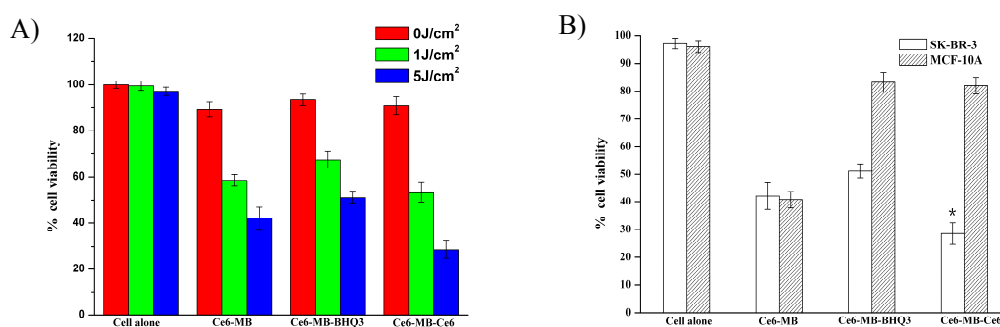 A)
0J/cm²
1J/cm²
5J/cm²
120
100
80
60
40
20
0
% cell viability
Cell alone Ce6-MB Ce6-MB-BHQ3 Ce6-MB-Ce6
B)
SK-BR-3
MCF-10A
100
90
80
70
60
50
40
30
20
10
0
% cell viability
*
Cell alone Ce6-MB Ce6-MB-BHQ3 Ce6-MB-Ce6